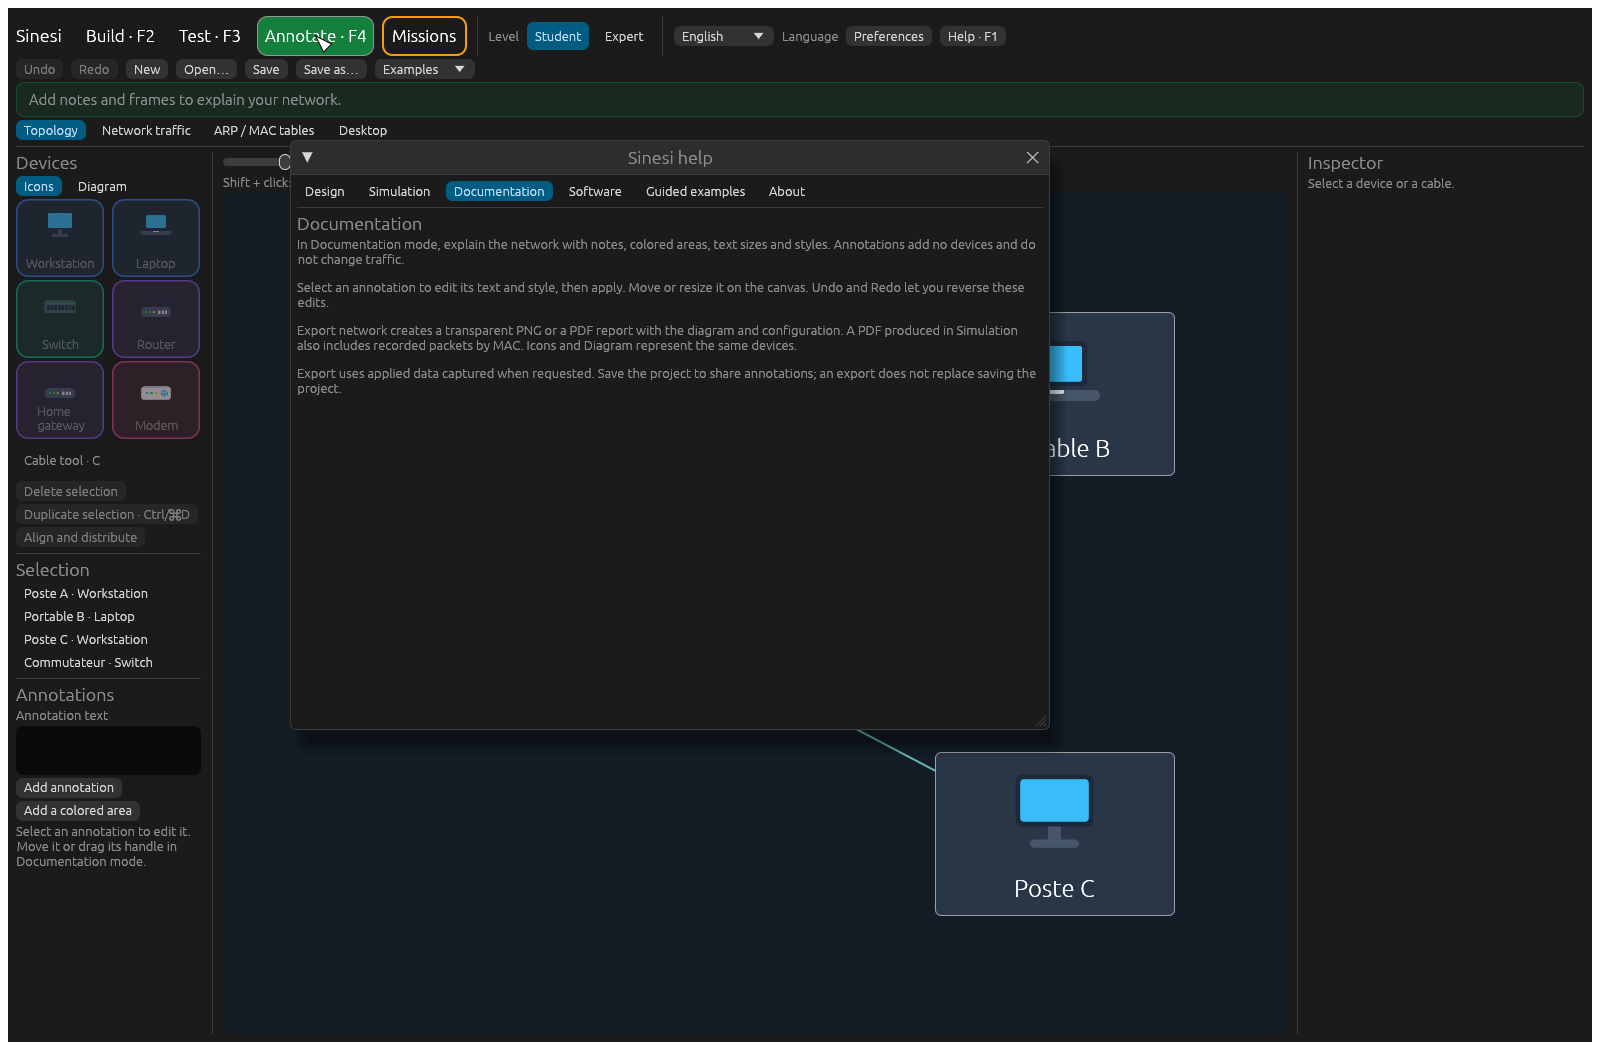 Sinesi
Build · F2
Test · F3
Annotate · F4
Missions
Level
Student
Expert
English
Language
Preferences
Help · F1
Undo
Redo
New
Open…
Save
Save as…
Examples
Add notes and frames to explain your network.
Topology
Network traffic
ARP / MAC tables
Desktop
Devices
Icons
Diagram
Workstation
Laptop
Switch
Router
Home
gateway
Modem
Cable tool · C
Delete selection
Duplicate selection · Ctrl/⌘D
Align and distribute
Selection
Poste A · Workstation
Portable B · Laptop
Poste C · Workstation
Commutateur · Switch
Annotations
Annotation text
Add annotation
Add a colored area
Select an annotation to edit it.
Move it or drag its handle in
Documentation mode.
Shift + click
Sinesi help
Design
Simulation
Documentation
Software
Guided examples
About
Documentation
In Documentation mode, explain the network with notes, colored areas, text sizes and styles. Annotations add no devices and do
not change traffic.
Select an annotation to edit its text and style, then apply. Move or resize it on the canvas. Undo and Redo let you reverse these
edits.
Export network creates a transparent PNG or a PDF report with the diagram and configuration. A PDF produced in Simulation
also includes recorded packets by MAC. Icons and Diagram represent the same devices.
Export uses applied data captured when requested. Save the project to share annotations; an export does not replace saving the
project.
able B
Poste C
Inspector
Select a device or a cable.